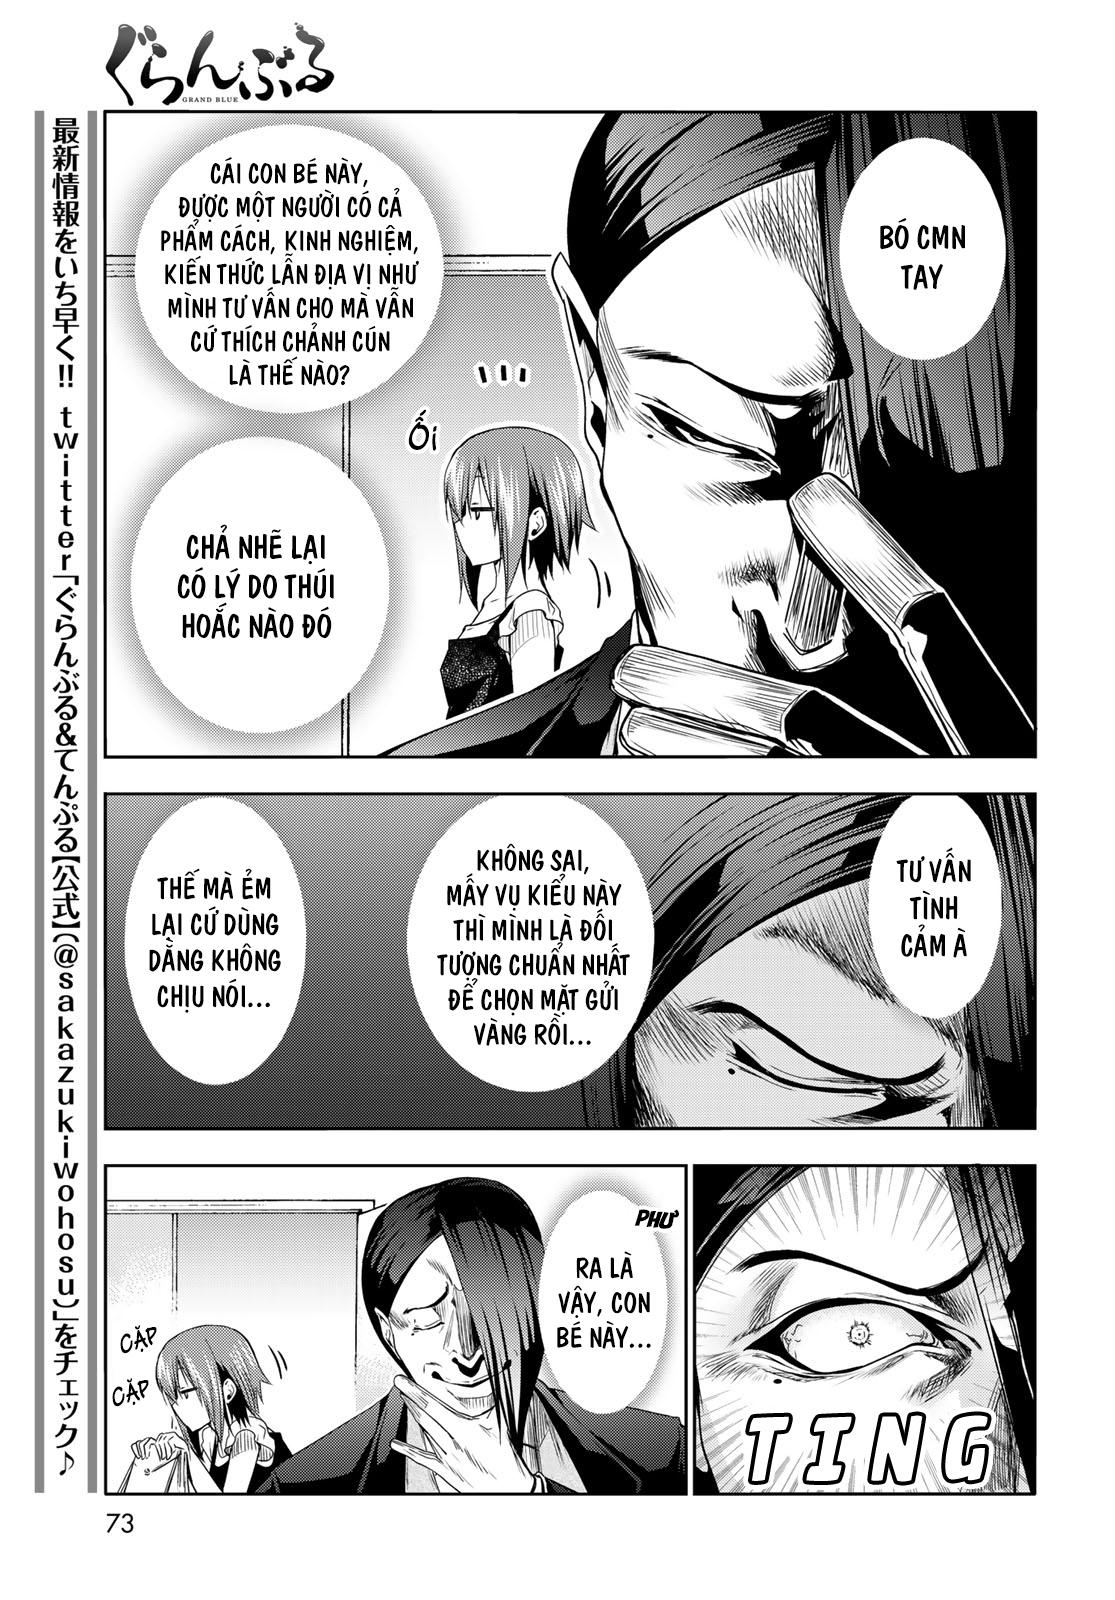 ぐらんぶる
GRAND BLUE
最新情報をいち早く!! twitter「ぐらんぶる&てんぷる【公式】(@sakazukiwohosu)」をチェック♪
BÓ CMN
TAY
CÁI CON BÉ NÀY,
ĐƯỢC MỘT NGƯỜI CÓ CẢ
PHẨM CÁCH, KINH NGHIỆM,
KIẾN THỨC LẪN ĐỊA VỊ NHƯ
MÌNH TƯ VẤN CHO MÀ VẪN
CỨ THÍCH CHẢNH CÚN
LÀ THẾ NÀO?
ỐI
CHẢ NHẼ LẠI
CÓ LÝ DO THÚI
HOẮC NÀO ĐÓ
TƯ VẤN
TÌNH
CẢM À
KHÔNG SAI,
MẤY VỤ KIỂU NÀY
THÌ MÌNH LÀ ĐỐI
TƯỢNG CHUẨN NHẤT
ĐỂ CHỌN MẶT GỬI
VÀNG RỒI...
THẾ MÀ ẺM
LẠI CỨ DÙNG
DẰNG KHÔNG
CHỊU NÓI...
TING
PHƯ
RA LÀ
VẬY, CON
BÉ NÀY...
CẶP
CẶP
73